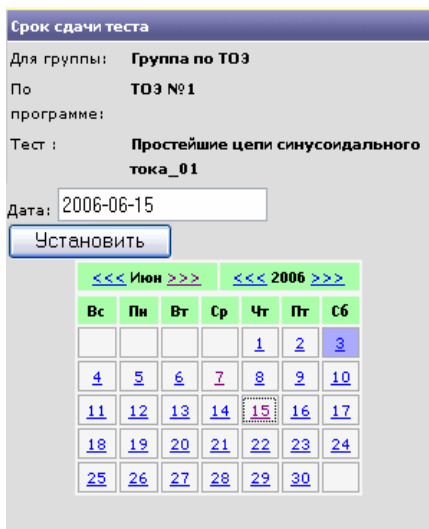 Срок сдачи теста
Для группы: Группа по ТОЭ
По программе: ТОЭ №1
Тест : Простейшие цепи синусоидального
тока_01
Дата: 2006-06-15
Установить
<<< Июн >>> <<< 2006 >>>
Вс Пн Вт Ср Чт Пт Сб
1 2 3
4 5 6 7 8 9 10
11 12 13 14 15 16 17
18 19 20 21 22 23 24
25 26 27 28 29 30